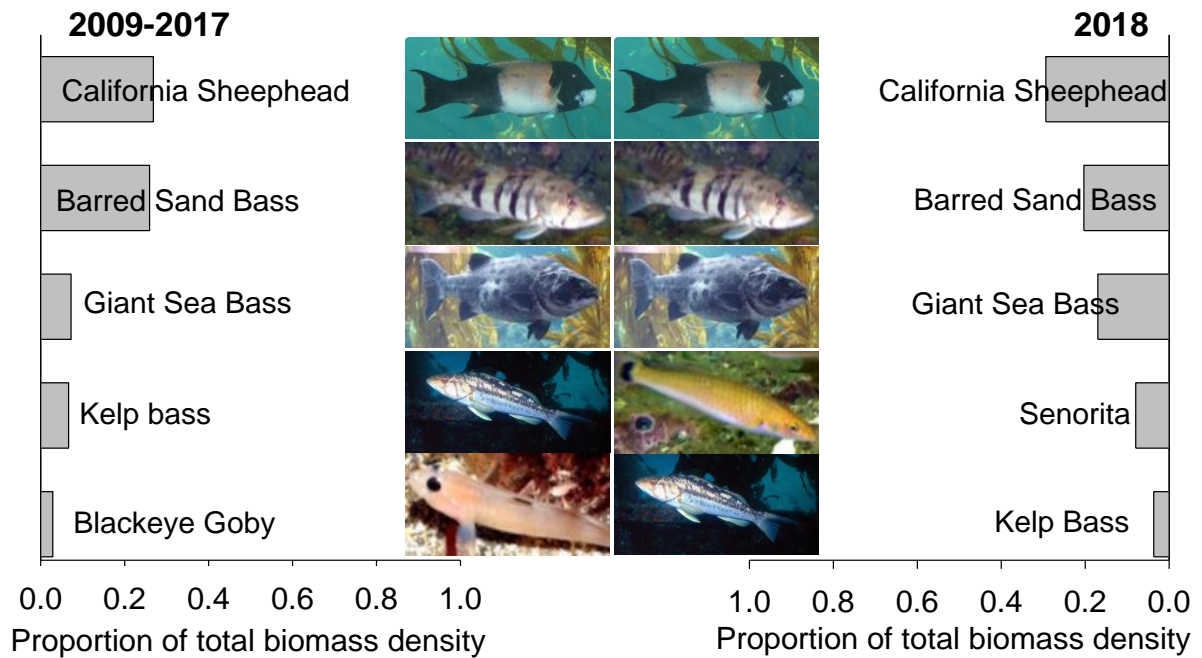 2009-2017
California Sheephead
Barred Sand Bass
Giant Sea Bass
Kelp bass
Blackeye Goby
0.0 0.2 0.4 0.6 0.8 1.0
Proportion of total biomass density
2018
California Sheephead
Barred Sand Bass
Giant Sea Bass
Senorita
Kelp Bass
1.0 0.8 0.6 0.4 0.2 0.0
Proportion of total biomass density